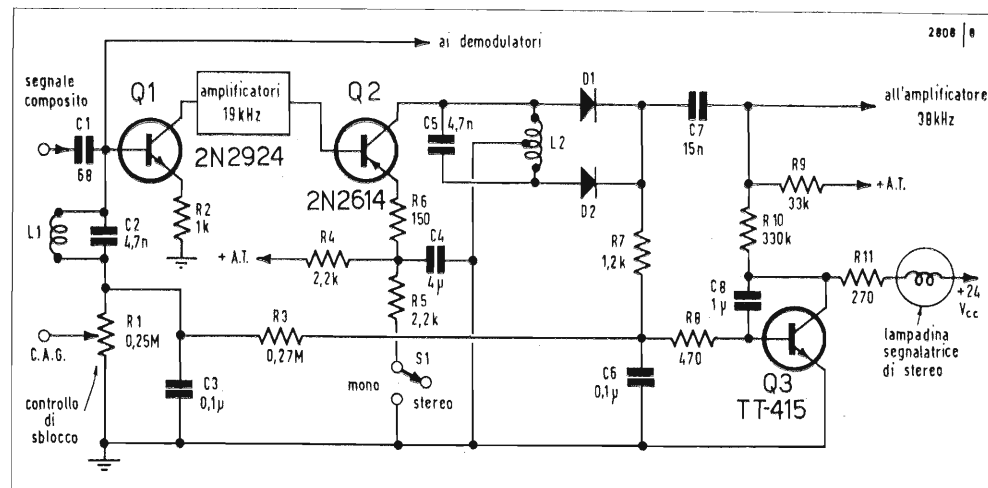 2808 8
ai demodulatori
segnale
composito
C1
68
Q1
2N2924
amplificatori
19kHz
Q2
2N2614
C5
4,7n
L2
D1
D2
C7
15n
all'amplificatore
38kHz
R9
33k
+A.T.
R10
330k
L1
C2
4,7n
R2
1k
R6
150
+ A.T.
R4
2,2k
C4
4µ
R5
2,2k
R7
1,2k
R11
270
+24
Vcc
C8
1µ
R8
470
lampadina
segnalatrice
di stereo
Q3
TT-415
C.A.G.
R1
0,25M
R3
0,27M
C3
0,1µ
S1
mono
stereo
C6
0,1µ
controllo
di
sblocco